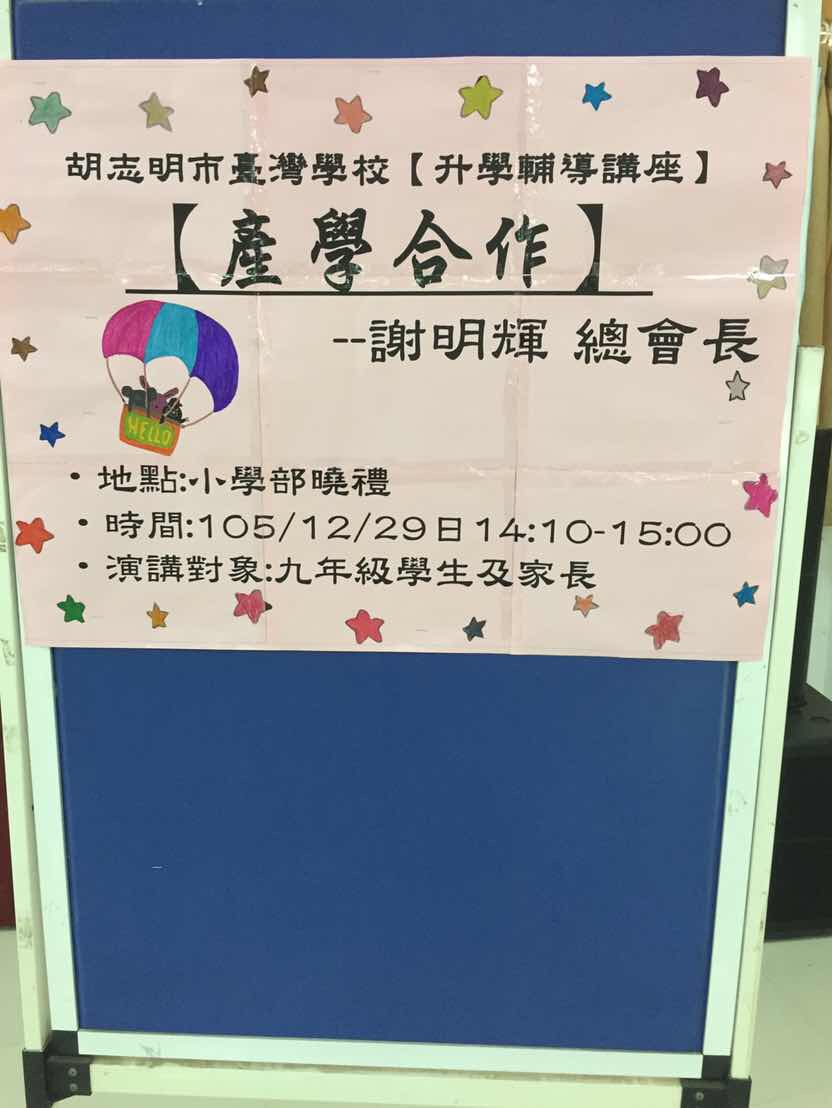 胡志明市臺灣學校【升學輔導講座】
【產學合作】
--謝明輝 總會長
HELLO
・地點:小學部曉禮
・時間:105/12/29日14:10-15:00
・演講對象:九年級學生及家長